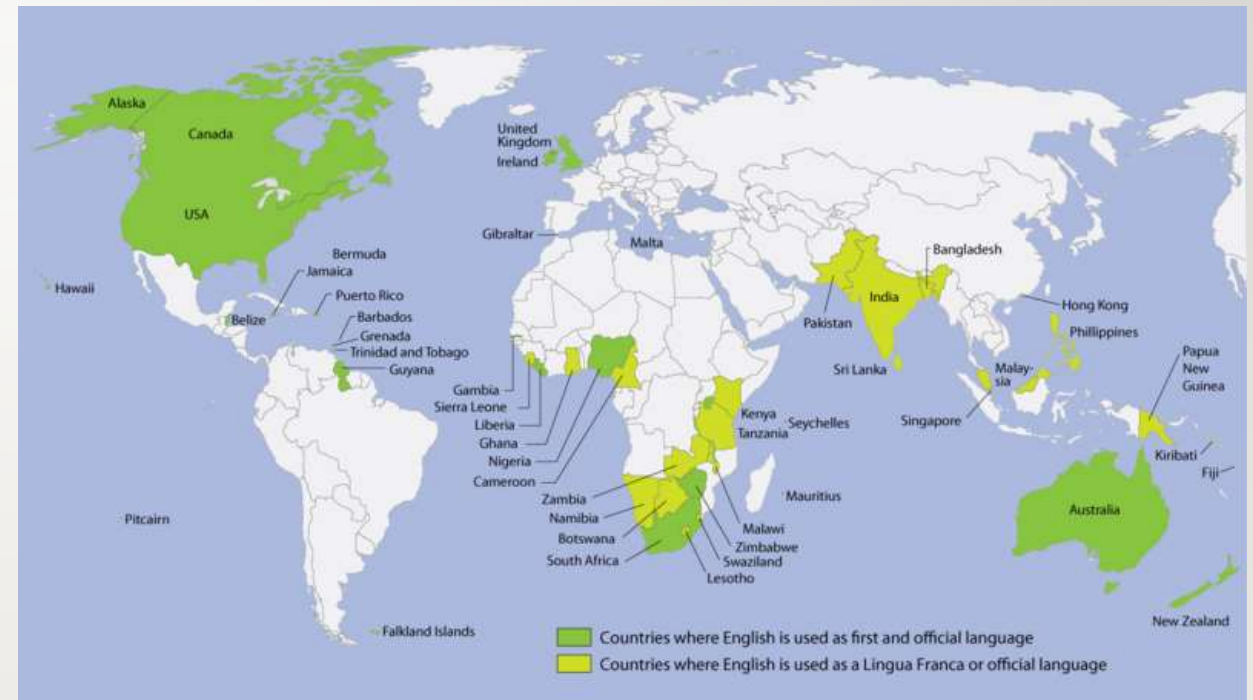 Alaska
Canada
USA
Hawaii
Bermuda
Jamaica
Puerto Rico
Belize
Barbados
Grenada
Trinidad and Tobago
Guyana
Pitcairn
Falkland Islands
United
Kingdom
Ireland
Gibraltar
Malta
Gambia
Sierra Leone
Liberia
Ghana
Nigeria
Cameroon
Zambia
Namibia
Botswana
South Africa
Kenya
Tanzania
Seychelles
Mauritius
Malawi
Zimbabwe
Swaziland
Lesotho
Bangladesh
India
Pakistan
Sri Lanka
Hong Kong
Phillippines
Malay-
sia
Singapore
Papua
New
Guinea
Kiribati
Fiji
Australia
New Zealand
Countries where English is used as first and official language
Countries where English is used as a Lingua Franca or official language